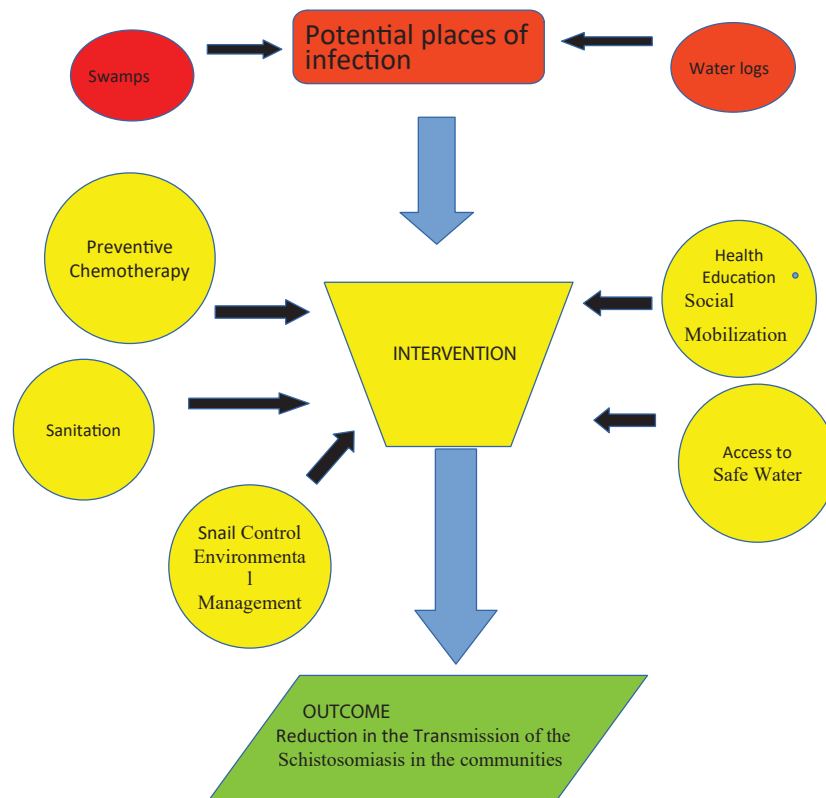 Potential places of
infection
Swamps
Water logs
Preventive
Chemotherapy
Health
Education
Social
Mobilization
INTERVENTION
Sanitation
Access to
Safe Water
Snail Control
Environmenta
l
Management
OUTCOME
Reduction in the Transmission of the
Schistosomiasis in the communities